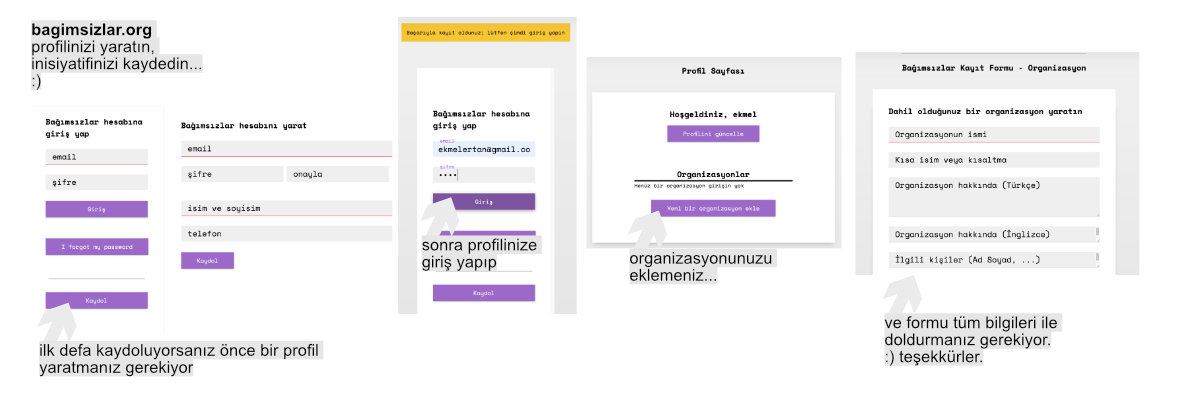 bagimsizlar.org
profilinizi yaratın,
inisiyatifinizi kaydedin...
:)
Bağımsızlar hesabına
giriş yap
email
şifre
Giriş
I forgot my password
Kaydol
ilk defa kaydoluyorsanız önce bir profil
yaratmanız gerekiyor
Bağımsızlar hesabını yarat
email
şifre
onayla
isim ve soyisim
telefon
Kaydol
Başarıyla kayıt oldunuz; lütfen şimdi giriş yapın
Bağımsızlar hesabına
giriş yap
email
ekmelertan@gmail.co
şifre
••••
Giriş
sonra profilinize
giriş yapıp
Kaydol
Profil Sayfası
Hoşgeldiniz, ekmel
Profilini güncelle
Organizasyonlar
Henüz bir organizasyon girişin yok
Yeni bir organizasyon ekle
organizasyonunuzu
eklemeniz...
Bağımsızlar Kayıt Formu - Organizasyon
Dahil olduğunuz bir organizasyon yaratın
Organizasyonun ismi
Kısa isim veya kısaltma
Organizasyon hakkında (Türkçe)
Organizasyon hakkında (İngilizce)
İlgili kişiler (Ad Soyad, ...)
ve formu tüm bilgileri ile
doldurmanız gerekiyor.
:) teşekkürler.